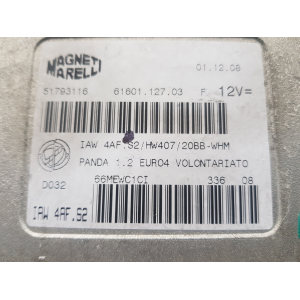 MAGNETI
MARELLI
01.12.08
51793116 61601.127.03 F 12V=
IAW 4AF.S2/HW407/20BB-WHM
PANDA 1.2 EURO4 VOLONTARIATO
D032 66MEWC1CI 336 08
IAW 4AF.S2